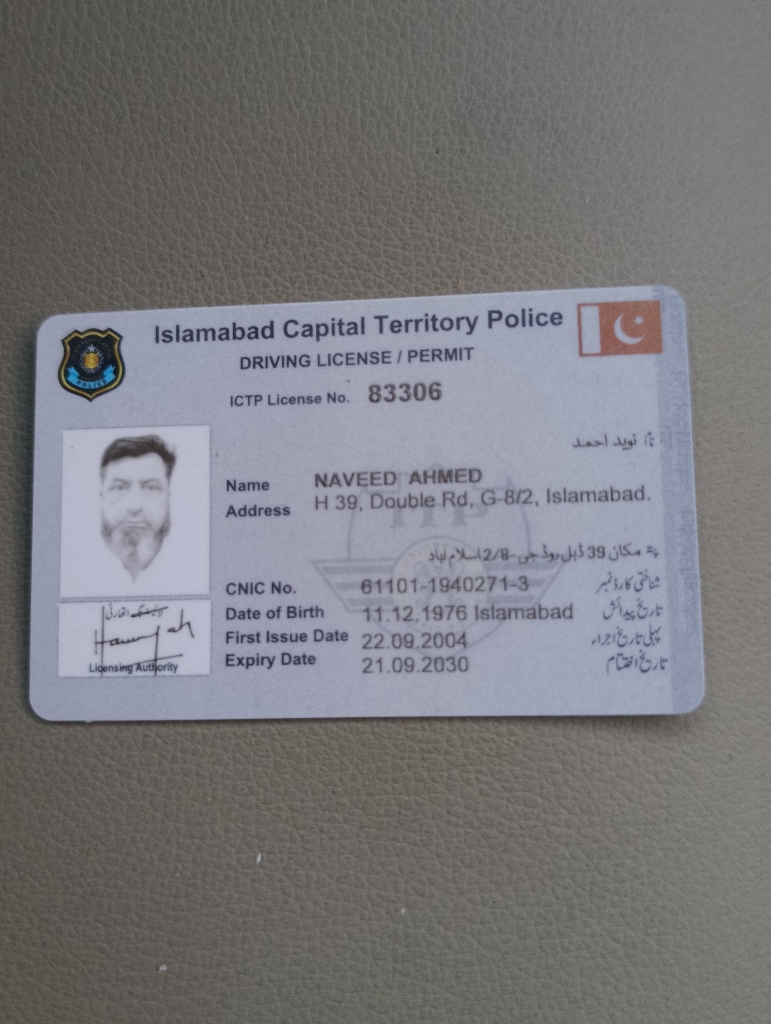 Islamabad Capital Territory Police
DRIVING LICENSE / PERMIT
ICTP License No. 83306
POLICE
نام نوید احمد
Name NAVEED AHMED
Address H 39, Double Rd, G-8/2, Islamabad.
پتہ مکان 39 ڈبل روڈ جی-8/2 اسلام آباد
CNIC No. 61101-1940271-3 شناختی کارڈ نمبر
Date of Birth 11.12.1976 Islamabad تاریخ پیدائش
First Issue Date 22.09.2004 پہلی تاریخ اجراء
Expiry Date 21.09.2030 تاریخ اختتام
لائسنسنگ اتھارٹی
Licensing Authority